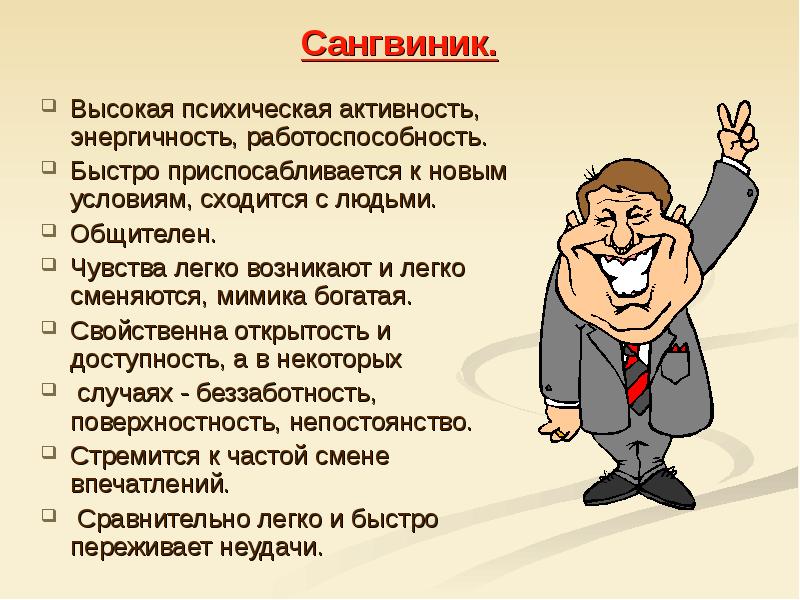 Сангвиник.
Высокая психическая активность,
энергичность, работоспособность.
Быстро приспосабливается к новым
условиям, сходится с людьми.
Общителен.
Чувства легко возникают и легко
сменяются, мимика богатая.
Свойственна открытость и
доступность, а в некоторых
случаях - беззаботность,
поверхностность, непостоянство.
Стремится к частой смене
впечатлений.
Сравнительно легко и быстро
переживает неудачи.